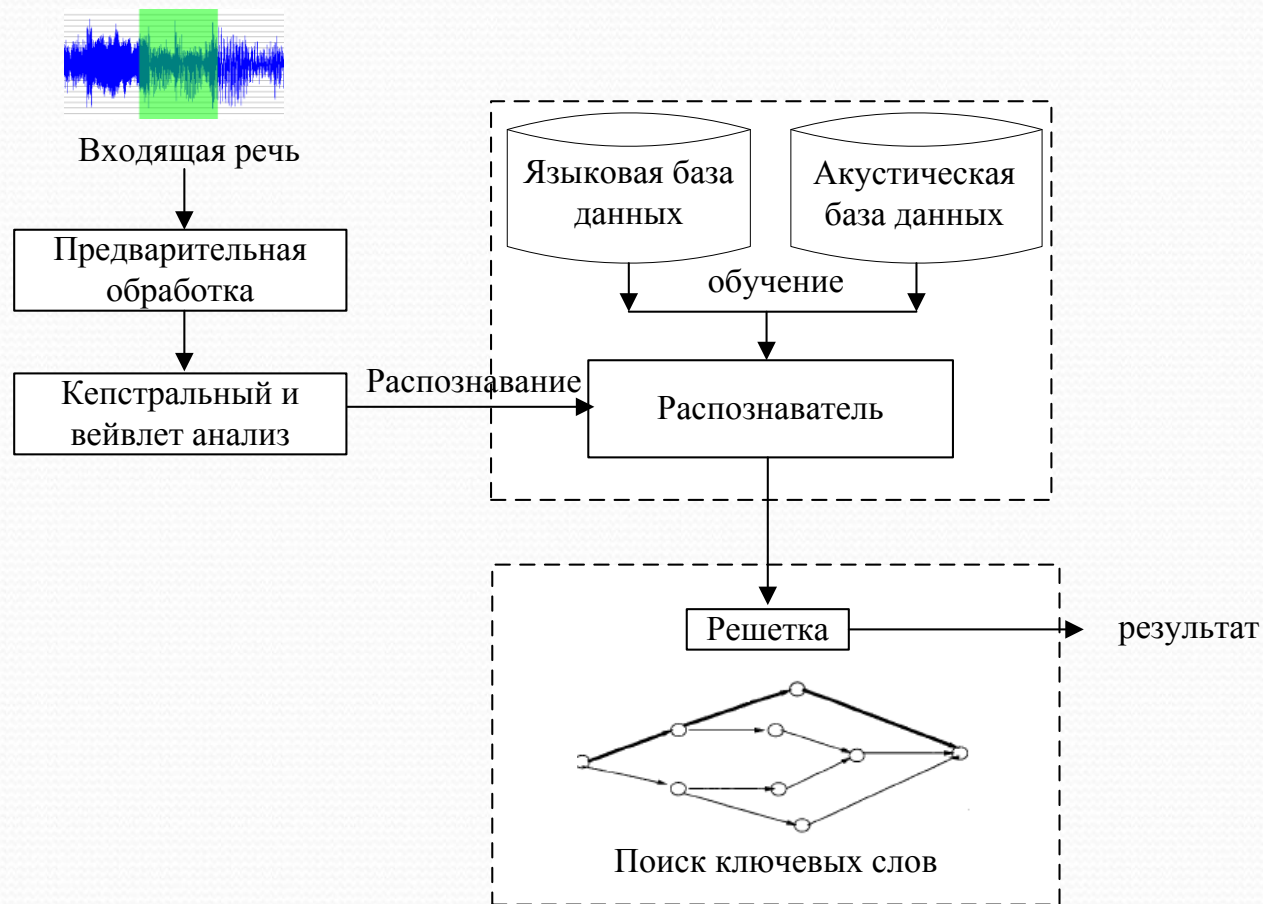 Входящая речь
Предварительная
обработка
Кепстральный и
вейвлет анализ
Распознавание
Языковая база
данных
Акустическая
база данных
обучение
Распознаватель
Решетка
результат
Поиск ключевых слов